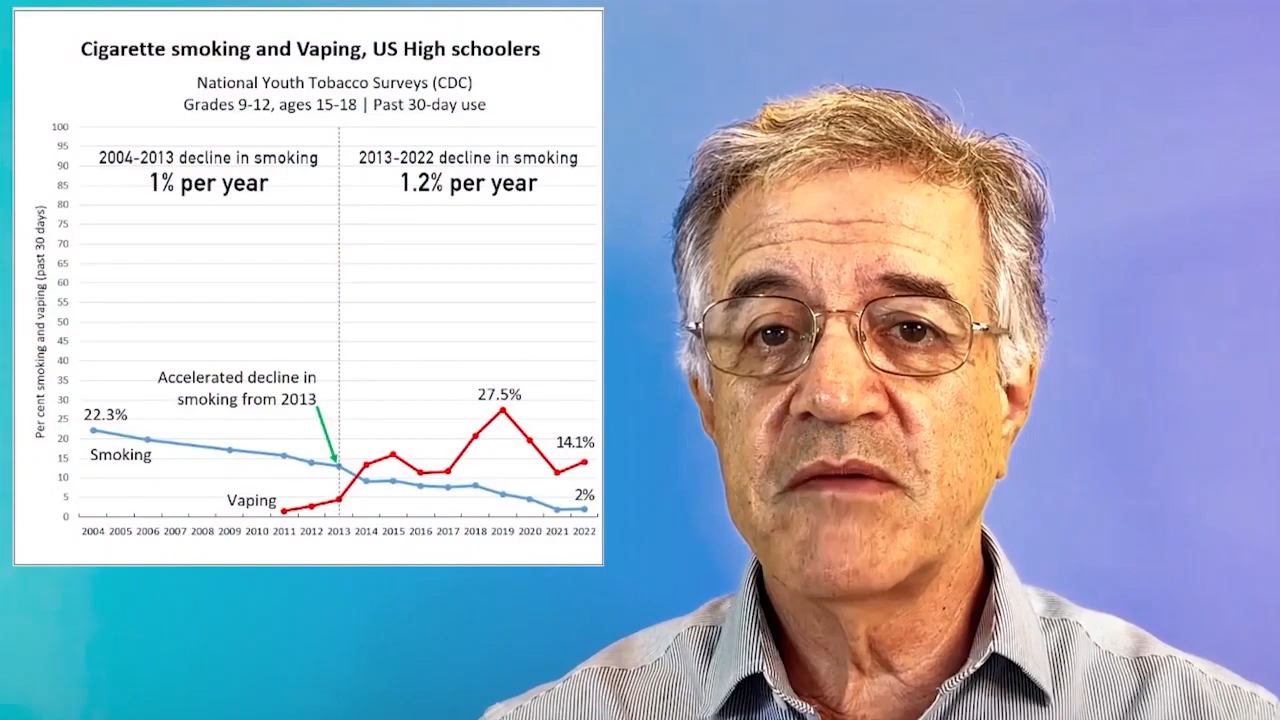 Cigarette smoking and Vaping, US High schoolers
National Youth Tobacco Surveys (CDC)
Grades 9-12, ages 15-18 | Past 30-day use
Per cent smoking and vaping (past 30 days)
100
95
90
85
80
75
70
65
60
55
50
45
40
35
30
25
20
15
10
5
0
2004-2013 decline in smoking
1% per year
2013-2022 decline in smoking
1.2% per year
Accelerated decline in
smoking from 2013
22.3%
Smoking
Vaping
27.5%
14.1%
2%
2004 2005 2006 2007 2008 2009 2010 2011 2012 2013 2014 2015 2016 2017 2018 2019 2020 2021 2022